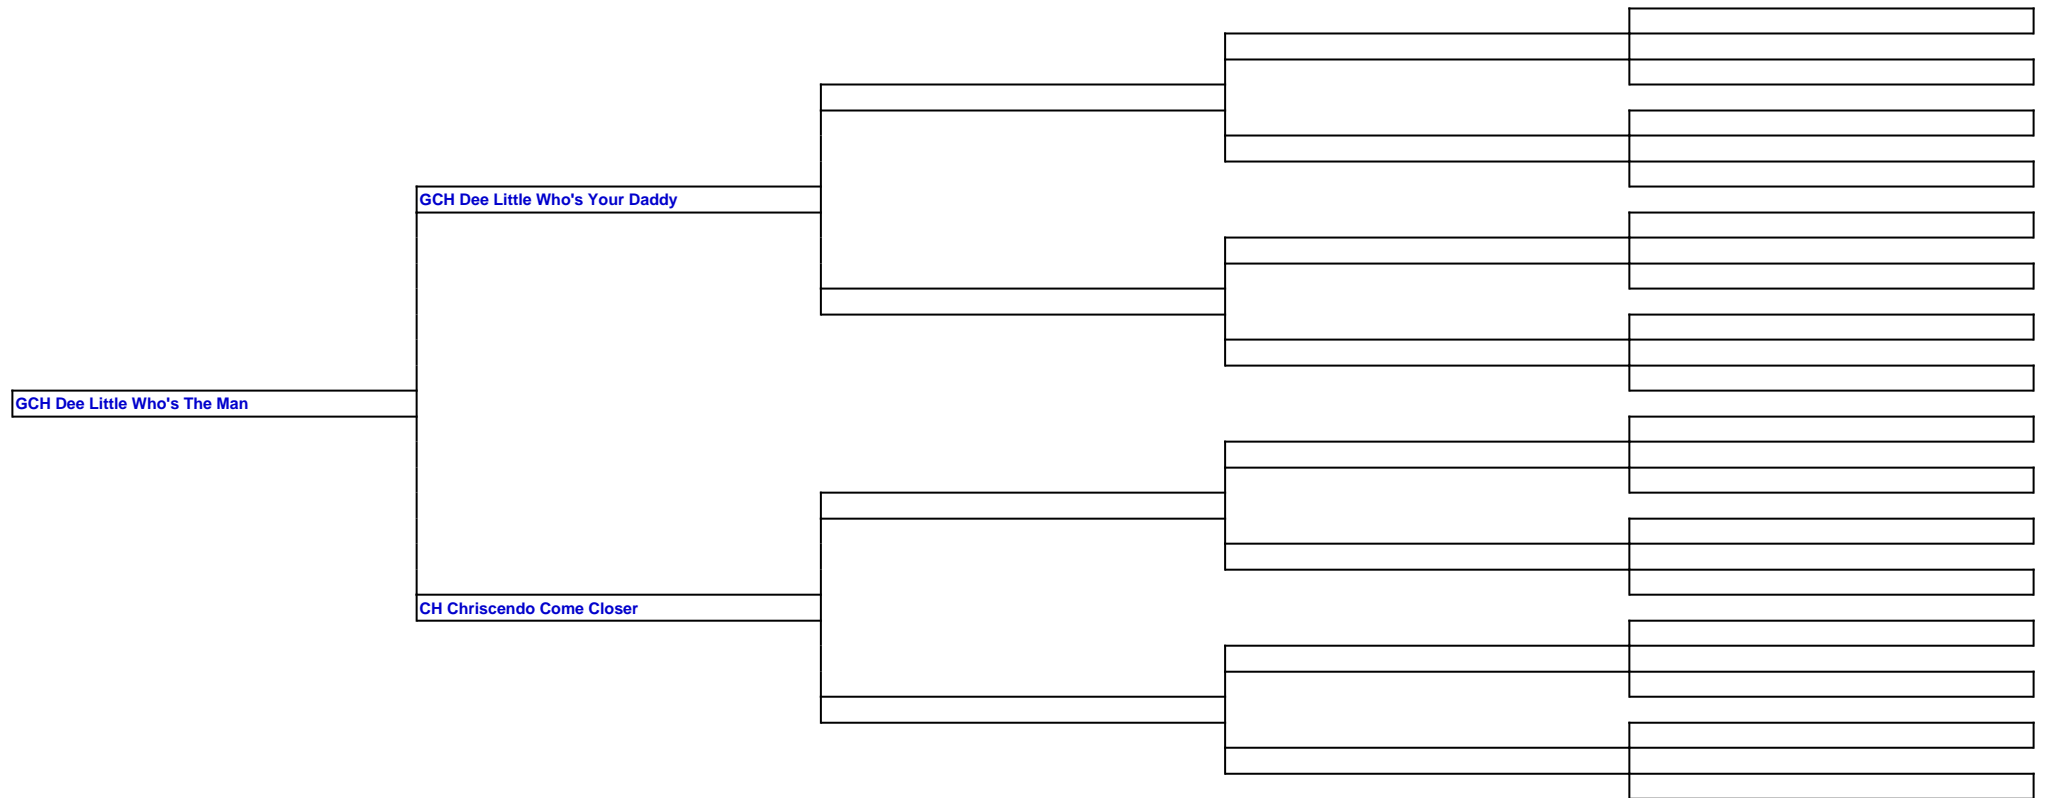 GCH Dee Little Who's Your Daddy
GCH Dee Little Who's The Man
CH Chriscendo Come Closer